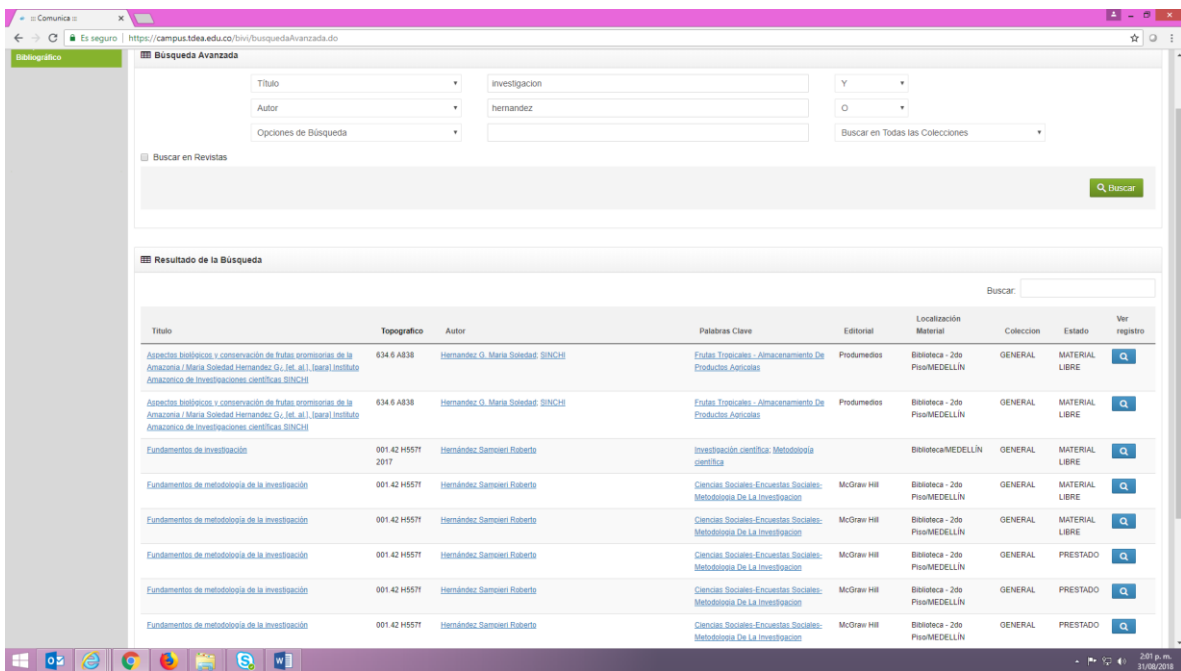 ::: Comunica :::
Es seguro | https://campus.tdea.edu.co/bivi/busquedaAvanzada.do
Bibliográfico
Búsqueda Avanzada
Título investigacion Y
Autor hernandez O
Opciones de Búsqueda Buscar en Todas las Colecciones
Buscar en Revistas
Buscar
Resultado de la Búsqueda
Buscar:
Localización Ver
Titulo Topografico Autor Palabras Clave Editorial Material Coleccion Estado registro
Aspectos biológicos y conservación de frutas promisorias de la 634.6 A838 Hernandez G. Maria Soledad; SINCHI Frutas Tropicales - Almacenamiento De Produmedios Biblioteca - 2do GENERAL MATERIAL
Amazonia / Maria Soledad Hernandez G¿. [et. al.]. [para] Instituto Productos Agricolas Piso/MEDELLÍN LIBRE
Amazonico de Investigaciones científicas SINCHI
Aspectos biológicos y conservación de frutas promisorias de la 634.6 A838 Hernandez G. Maria Soledad; SINCHI Frutas Tropicales - Almacenamiento De Produmedios Biblioteca - 2do GENERAL MATERIAL
Amazonia / Maria Soledad Hernandez G¿. [et. al.]. [para] Instituto Productos Agricolas Piso/MEDELLÍN LIBRE
Amazonico de Investigaciones científicas SINCHI
Fundamentos de investigación 001.42 H557f Hernández Sampieri Roberto Investigación científica; Metodología Biblioteca/MEDELLÍN GENERAL MATERIAL
2017 científica LIBRE
Fundamentos de metodología de la investigación 001.42 H557f Hernández Sampieri Roberto Ciencias Sociales-Encuestas Sociales- McGraw Hill Biblioteca - 2do GENERAL MATERIAL
Metodologia De La Investigacion Piso/MEDELLÍN LIBRE
Fundamentos de metodología de la investigación 001.42 H557f Hernández Sampieri Roberto Ciencias Sociales-Encuestas Sociales- McGraw Hill Biblioteca - 2do GENERAL MATERIAL
Metodologia De La Investigacion Piso/MEDELLÍN LIBRE
Fundamentos de metodología de la investigación 001.42 H557f Hernández Sampieri Roberto Ciencias Sociales-Encuestas Sociales- McGraw Hill Biblioteca - 2do GENERAL PRESTADO
Metodologia De La Investigacion Piso/MEDELLÍN
Fundamentos de metodología de la investigación 001.42 H557f Hernández Sampieri Roberto Ciencias Sociales-Encuestas Sociales- McGraw Hill Biblioteca - 2do GENERAL PRESTADO
Metodologia De La Investigacion Piso/MEDELLÍN
Fundamentos de metodología de la investigación 001.42 H557f Hernández Sampieri Roberto Ciencias Sociales-Encuestas Sociales- McGraw Hill Biblioteca - 2do GENERAL PRESTADO
Metodologia De La Investigacion Piso/MEDELLÍN
2:01 p. m.
31/08/2018